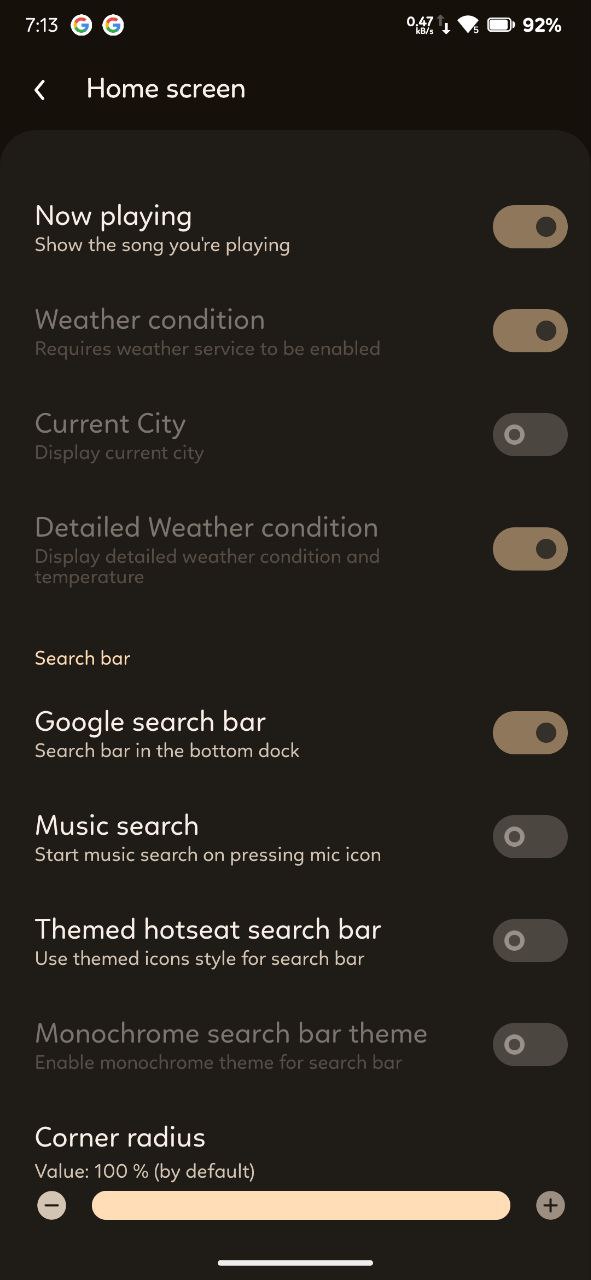 7:13 0.47 kB/s 5 92%
Home screen
Now playing
Show the song you're playing
Weather condition
Requires weather service to be enabled
Current City
Display current city
Detailed Weather condition
Display detailed weather condition and
temperature
Search bar
Google search bar
Search bar in the bottom dock
Music search
Start music search on pressing mic icon
Themed hotseat search bar
Use themed icons style for search bar
Monochrome search bar theme
Enable monochrome theme for search bar
Corner radius
Value: 100 % (by default)